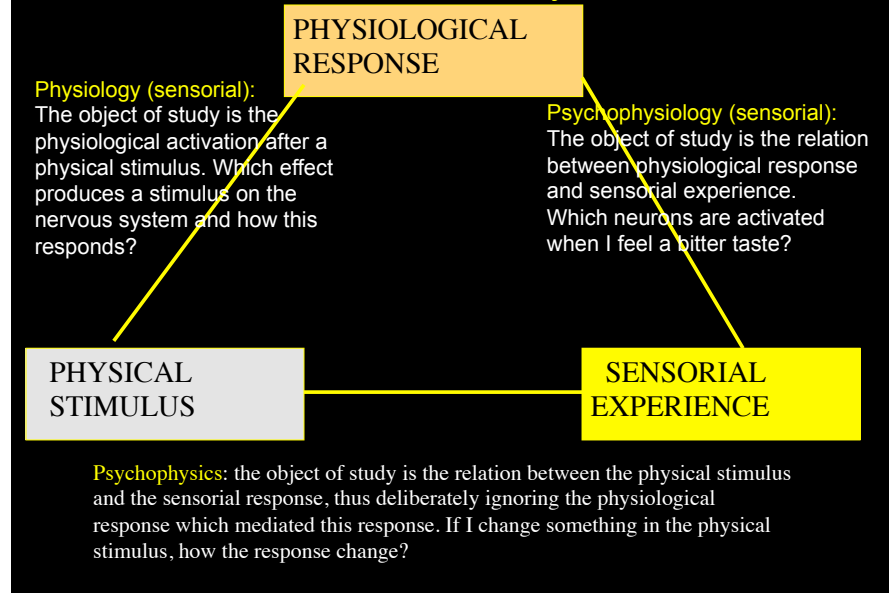 PHYSIOLOGICAL
RESPONSE
Physiology (sensorial):
The object of study is the
physiological activation after a
physical stimulus. Which effect
produces a stimulus on the
nervous system and how this
responds?
Psychophysiology (sensorial):
The object of study is the relation
between physiological response
and sensorial experience.
Which neurons are activated
when I feel a bitter taste?
PHYSICAL
STIMULUS
SENSORIAL
EXPERIENCE
Psychophysics: the object of study is the relation between the physical stimulus
and the sensorial response, thus deliberately ignoring the physiological
response which mediated this response. If I change something in the physical
stimulus, how the response change?